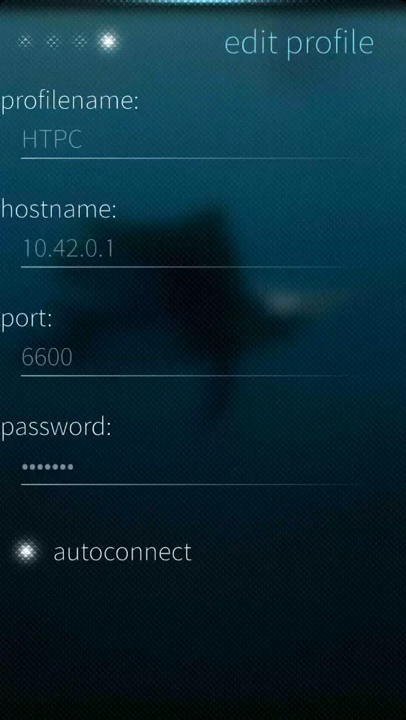 edit profile
profilename:
HTPC
hostname:
10.42.0.1
port:
6600
password:
•••••••
autoconnect